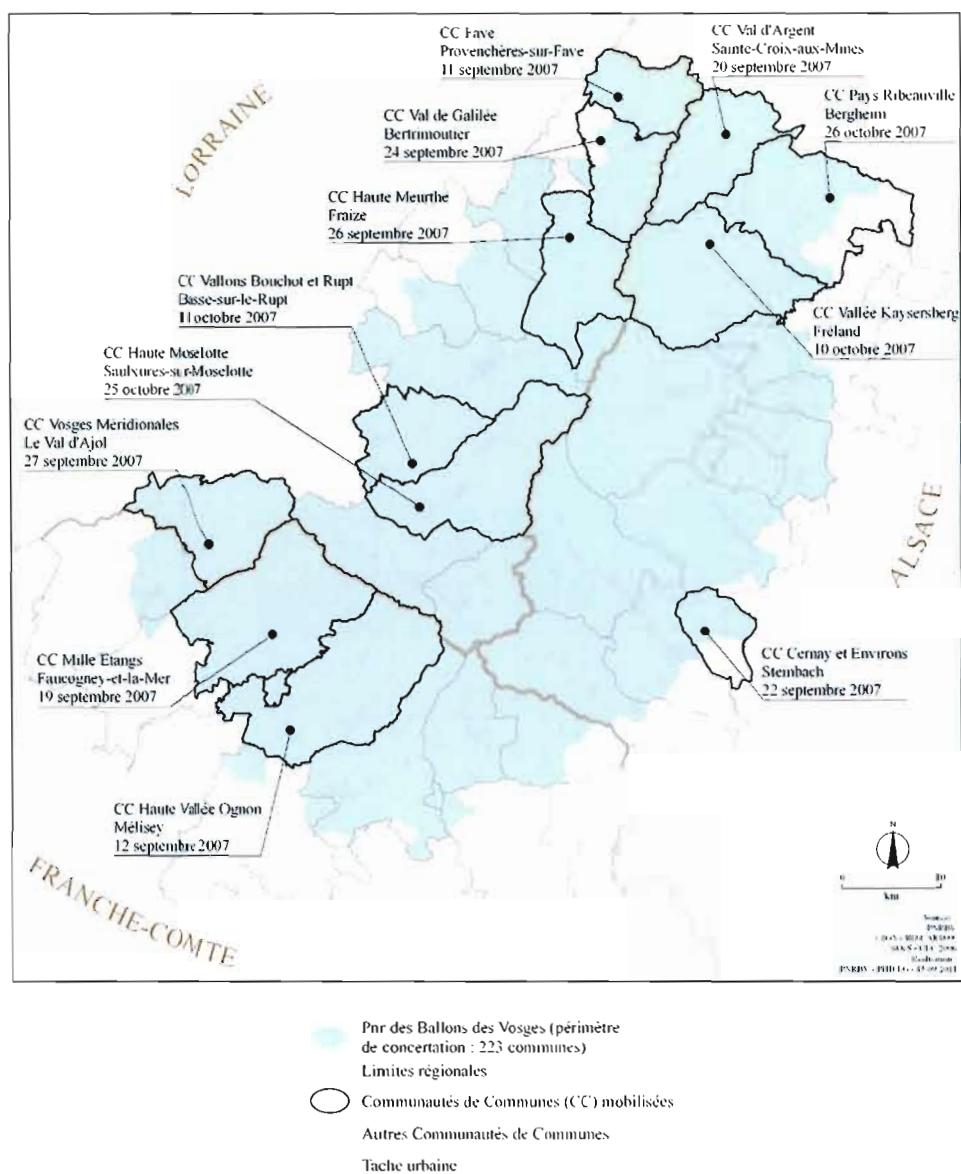 CC Fave
Provenchères-sur-Fave
11 septembre 2007
CC Val d'Argent
Sainte-Croix-aux-Mines
20 septembre 2007
CC Pays Ribeauville
Bergheim
26 octobre 2007
CC Val de Galilée
Bertrimoutier
24 septembre 2007
LORRAINE
CC Haute Meurthe
Fraize
26 septembre 2007
CC Vallons Bouchot et Rupt
Basse-sur-le-Rupt
11 octobre 2007
CC Vallée Kaysersberg
Fréland
10 octobre 2007
CC Haute Moselotte
Saulxures-sur-Moselotte
25 octobre 2007
CC Vosges Méridionales
Le Val d'Ajol
27 septembre 2007
ALSACE
CC Mille Etangs
Faucogney-et-la-Mer
19 septembre 2007
CC Cernay et Environs
Steinbach
22 septembre 2007
CC Haute Vallée Ognon
Mélisey
12 septembre 2007
FRANCHE-COMTE
N
0 10
km
Pnr des Ballons des Vosges (périmètre
de concertation : 223 communes)
Limites régionales
Communautés de Communes (CC) mobilisées
Autres Communautés de Communes
Tache urbaine